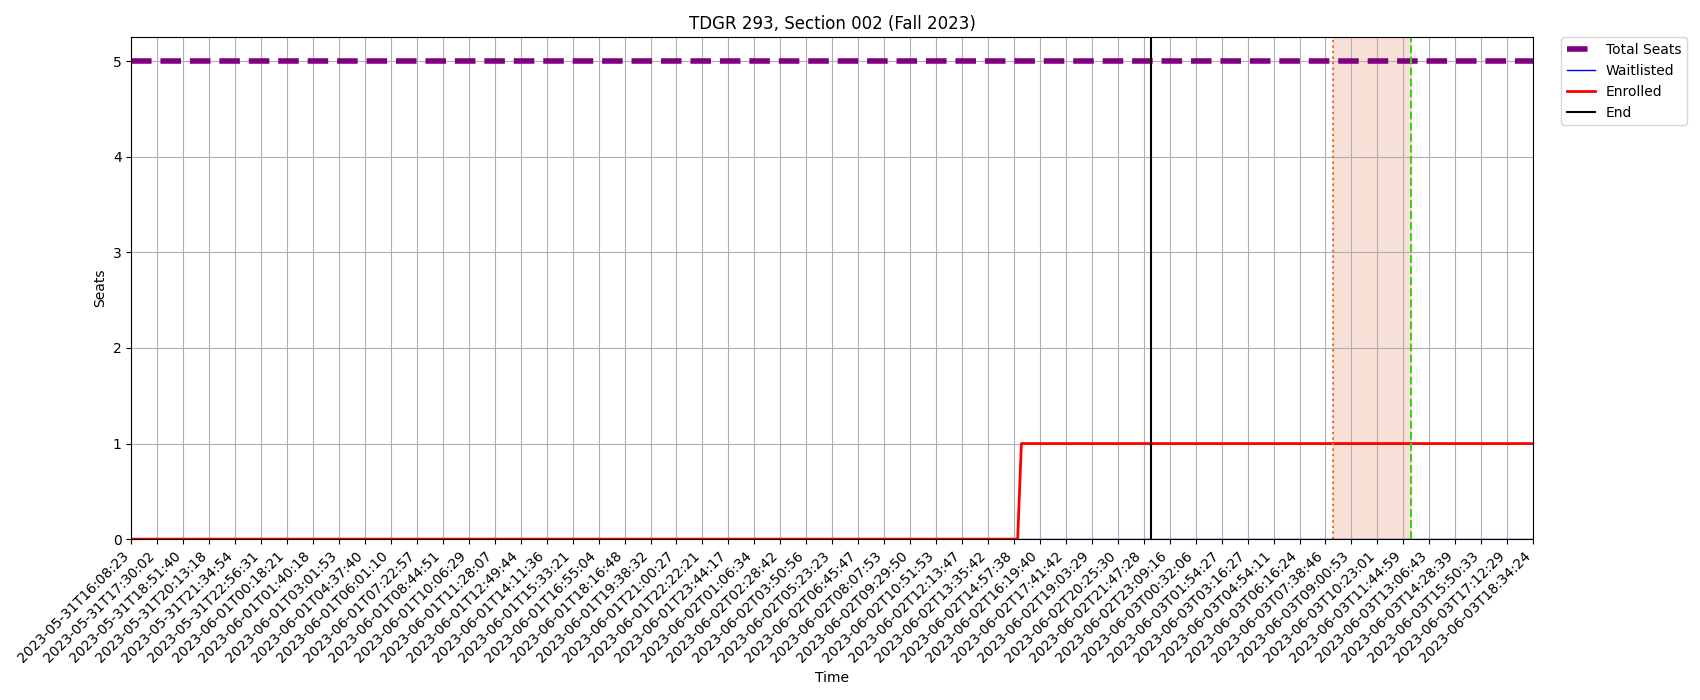 TDGR 293, Section 002 (Fall 2023)
Total Seats
Waitlisted
Enrolled
End
5
4
3
2
1
0
Seats
2023-05-31T16:08:23
2023-05-31T17:30:02
2023-05-31T18:51:40
2023-05-31T20:13:18
2023-05-31T21:34:54
2023-05-31T22:56:31
2023-06-01T00:18:21
2023-06-01T01:40:18
2023-06-01T03:01:53
2023-06-01T04:37:40
2023-06-01T06:01:10
2023-06-01T07:22:57
2023-06-01T08:44:51
2023-06-01T10:06:29
2023-06-01T11:28:07
2023-06-01T12:49:44
2023-06-01T14:11:36
2023-06-01T15:33:21
2023-06-01T16:55:04
2023-06-01T18:16:48
2023-06-01T19:38:32
2023-06-01T21:00:27
2023-06-01T22:22:21
2023-06-01T23:44:17
2023-06-02T01:06:34
2023-06-02T02:28:42
2023-06-02T03:50:56
2023-06-02T05:23:23
2023-06-02T06:45:47
2023-06-02T08:07:53
2023-06-02T09:29:50
2023-06-02T10:51:53
2023-06-02T12:13:47
2023-06-02T13:35:42
2023-06-02T14:57:38
2023-06-02T16:19:40
2023-06-02T17:41:42
2023-06-02T19:03:29
2023-06-02T20:25:30
2023-06-02T21:47:28
2023-06-02T23:09:16
2023-06-03T00:32:06
2023-06-03T01:54:27
2023-06-03T03:16:27
2023-06-03T04:54:11
2023-06-03T06:16:24
2023-06-03T07:38:46
2023-06-03T09:00:53
2023-06-03T10:23:01
2023-06-03T11:44:59
2023-06-03T13:06:43
2023-06-03T14:28:39
2023-06-03T15:50:33
2023-06-03T17:12:29
2023-06-03T18:34:24
Time